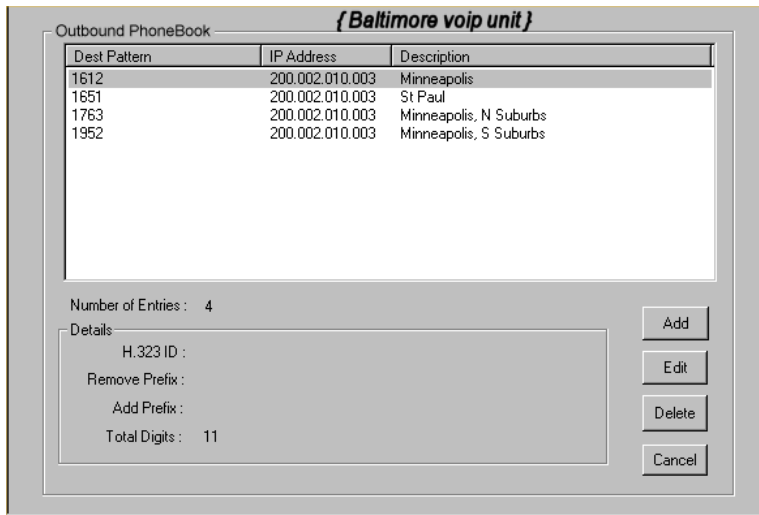 { Baltimore voip unit }
Outbound PhoneBook
Dest Pattern IP Address Description
1612 200.002.010.003 Minneapolis
1651 200.002.010.003 St Paul
1763 200.002.010.003 Minneapolis, N Suburbs
1952 200.002.010.003 Minneapolis, S Suburbs
Number of Entries : 4
Details
H.323 ID :
Remove Prefix :
Add Prefix :
Total Digits : 11
Add
Edit
Delete
Cancel